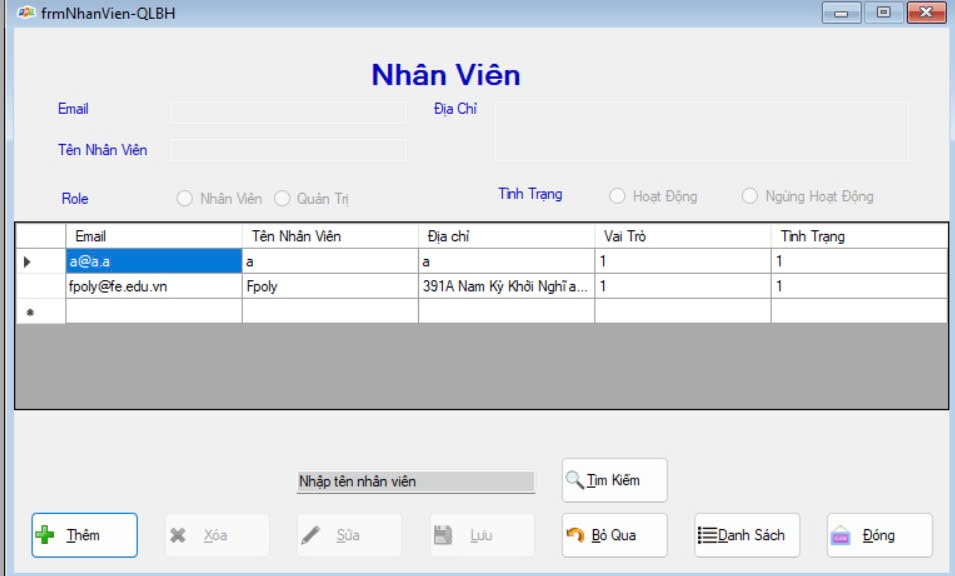 frmNhanVien-QLBH
Nhân Viên
Email
Địa Chỉ
Tên Nhân Viên
Role Nhân Viên Quản Trị Tình Trạng Hoạt Động Ngừng Hoạt Động
Email Tên Nhân Viên Địa chỉ Vai Trò Tình Trạng
a@a.a a a 1 1
fpoly@fe.edu.vn Fpoly 391A Nam Kỳ Khởi Nghĩa... 1 1
Nhập tên nhân viên Tìm Kiếm
Thêm Xóa Sửa Lưu Bỏ Qua Danh Sách Đóng